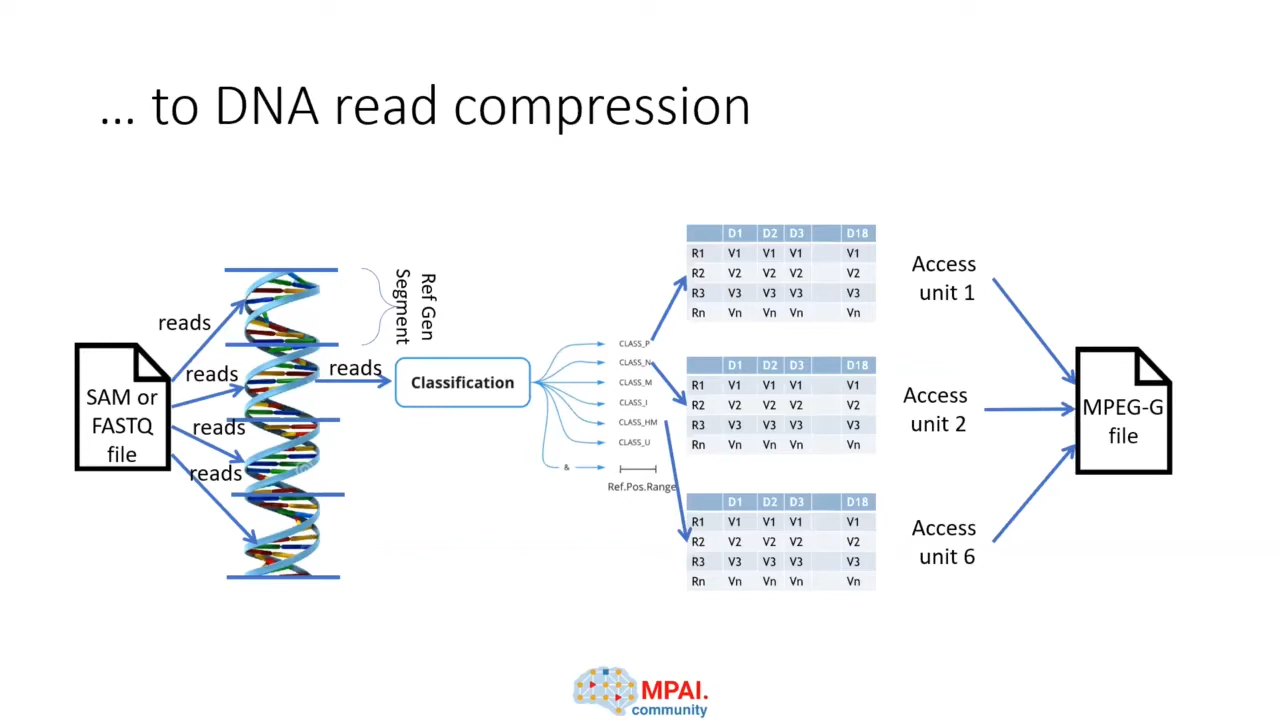 ... to DNA read compression
SAM or
FASTQ
file
reads
reads
reads
reads
Ref Gen
Segment
reads
Classification
CLASS_P
CLASS_N
CLASS_M
CLASS_I
CLASS_HM
CLASS_U
&
Ref.Pos.Range
D1 D2 D3 D18
R1 V1 V1 V1 V1
R2 V2 V2 V2 V2
R3 V3 V3 V3 V3
Rn Vn Vn Vn Vn
D1 D2 D3 D18
R1 V1 V1 V1 V1
R2 V2 V2 V2 V2
R3 V3 V3 V3 V3
Rn Vn Vn Vn Vn
D1 D2 D3 D18
R1 V1 V1 V1 V1
R2 V2 V2 V2 V2
R3 V3 V3 V3 V3
Rn Vn Vn Vn Vn
Access
unit 1
Access
unit 2
Access
unit 6
MPEG-G
file
MPAI.
community